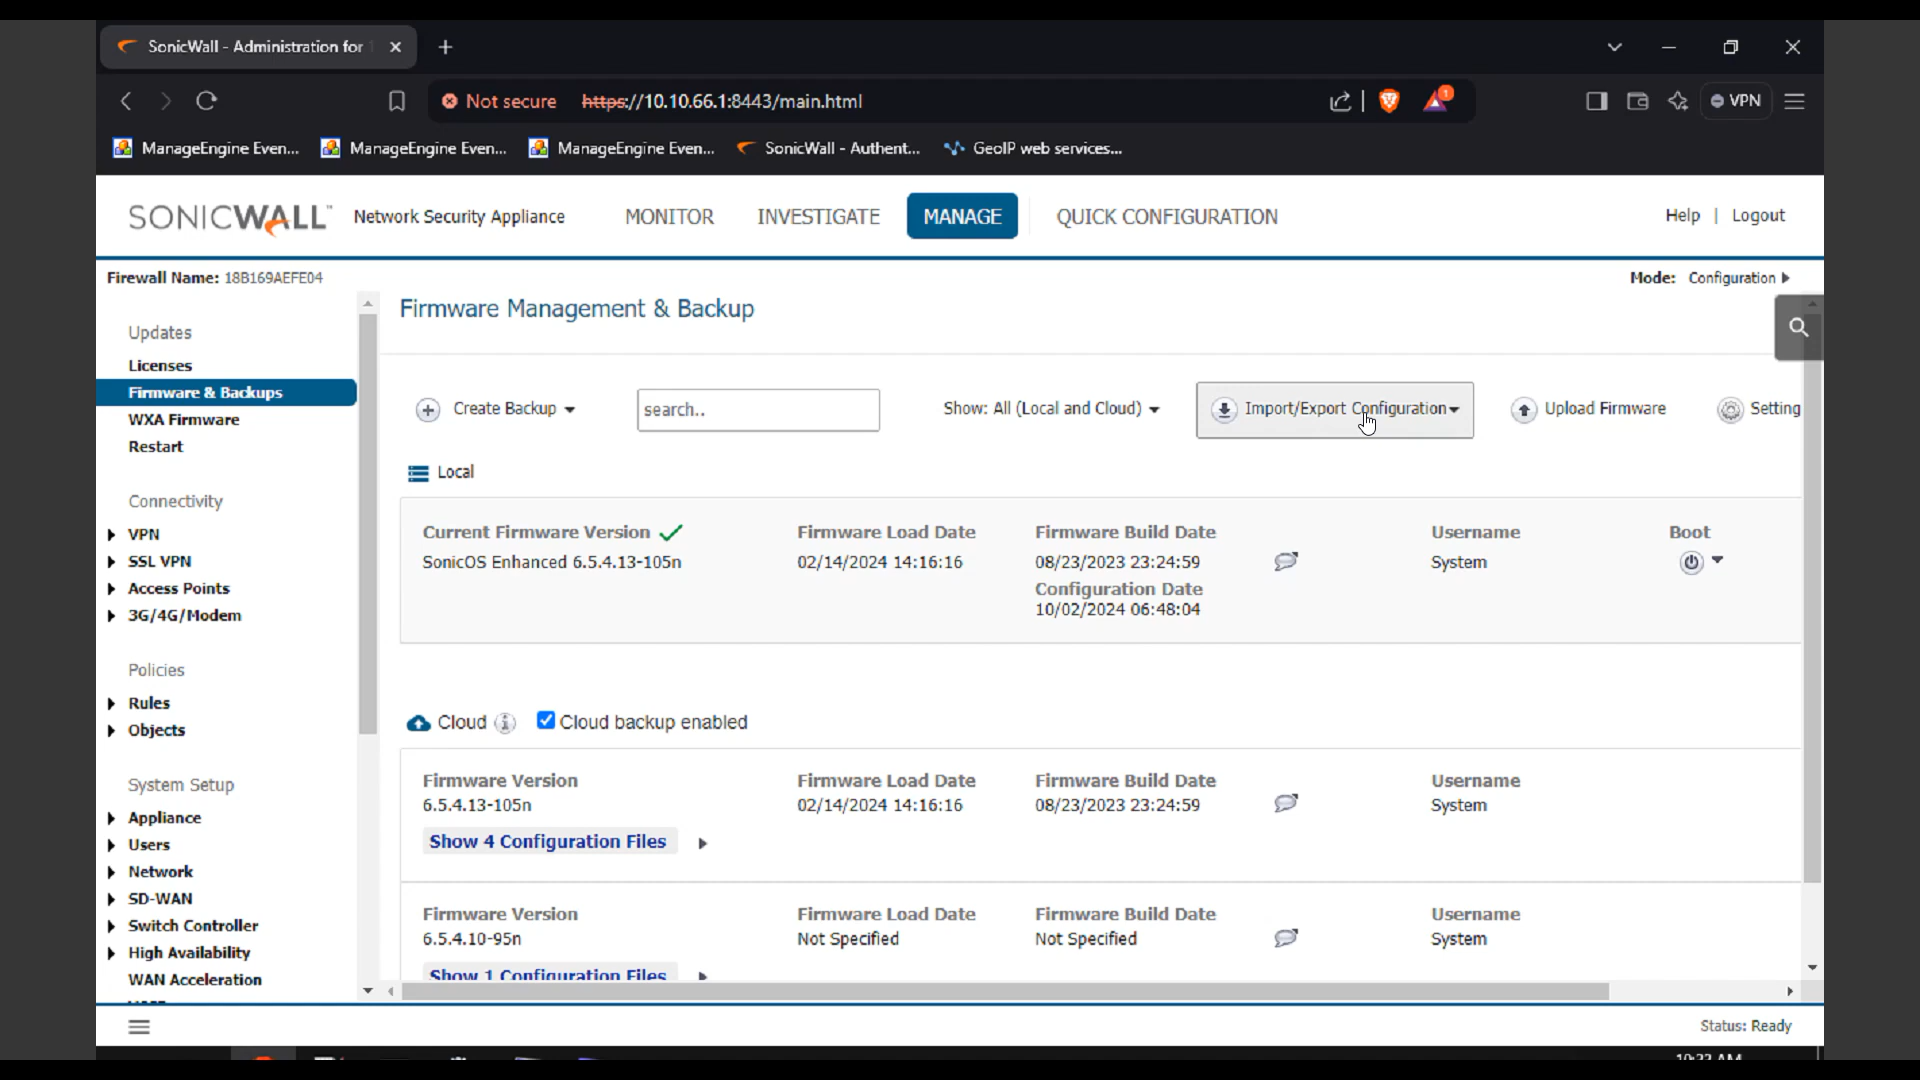 SonicWall - Administration for
Not secure https://10.10.66.1:8443/main.html
1
VPN
ManageEngine Even... ManageEngine Even... ManageEngine Even... SonicWall - Authent... GeoIP web services...
SONICWALL™ Network Security Appliance MONITOR INVESTIGATE MANAGE QUICK CONFIGURATION Help | Logout
Firewall Name: 18B169AEFE04 Mode: Configuration
Updates
Licenses
Firmware & Backups
WXA Firmware
Restart
Connectivity
VPN
SSL VPN
Access Points
3G/4G/Modem
Policies
Rules
Objects
System Setup
Appliance
Users
Network
SD-WAN
Switch Controller
High Availability
WAN Acceleration
Firmware Management & Backup
Create Backup search.. Show: All (Local and Cloud) Import/Export Configuration Upload Firmware Setting
Local
Current Firmware Version Firmware Load Date Firmware Build Date Username Boot
SonicOS Enhanced 6.5.4.13-105n 02/14/2024 14:16:16 08/23/2023 23:24:59 System
Configuration Date
10/02/2024 06:48:04
Cloud Cloud backup enabled
Firmware Version Firmware Load Date Firmware Build Date Username
6.5.4.13-105n 02/14/2024 14:16:16 08/23/2023 23:24:59 System
Show 4 Configuration Files
Firmware Version Firmware Load Date Firmware Build Date Username
6.5.4.10-95n Not Specified Not Specified System
Show 1 Configuration Files
Status: Ready